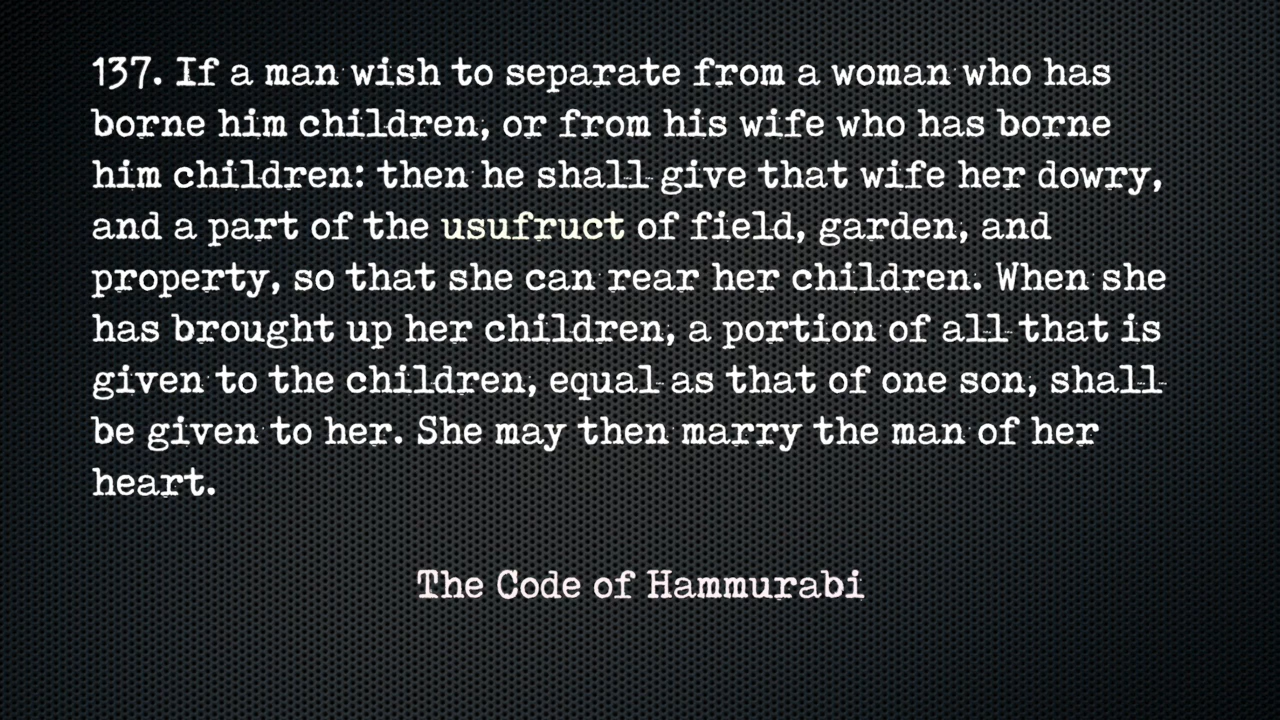 137. If a man wish to separate from a woman who has
borne him children, or from his wife who has borne
him children: then he shall give that wife her dowry,
and a part of the usufruct of field, garden, and
property, so that she can rear her children. When she
has brought up her children, a portion of all that is
given to the children, equal as that of one son, shall
be given to her. She may then marry the man of her
heart.
The Code of Hammurabi